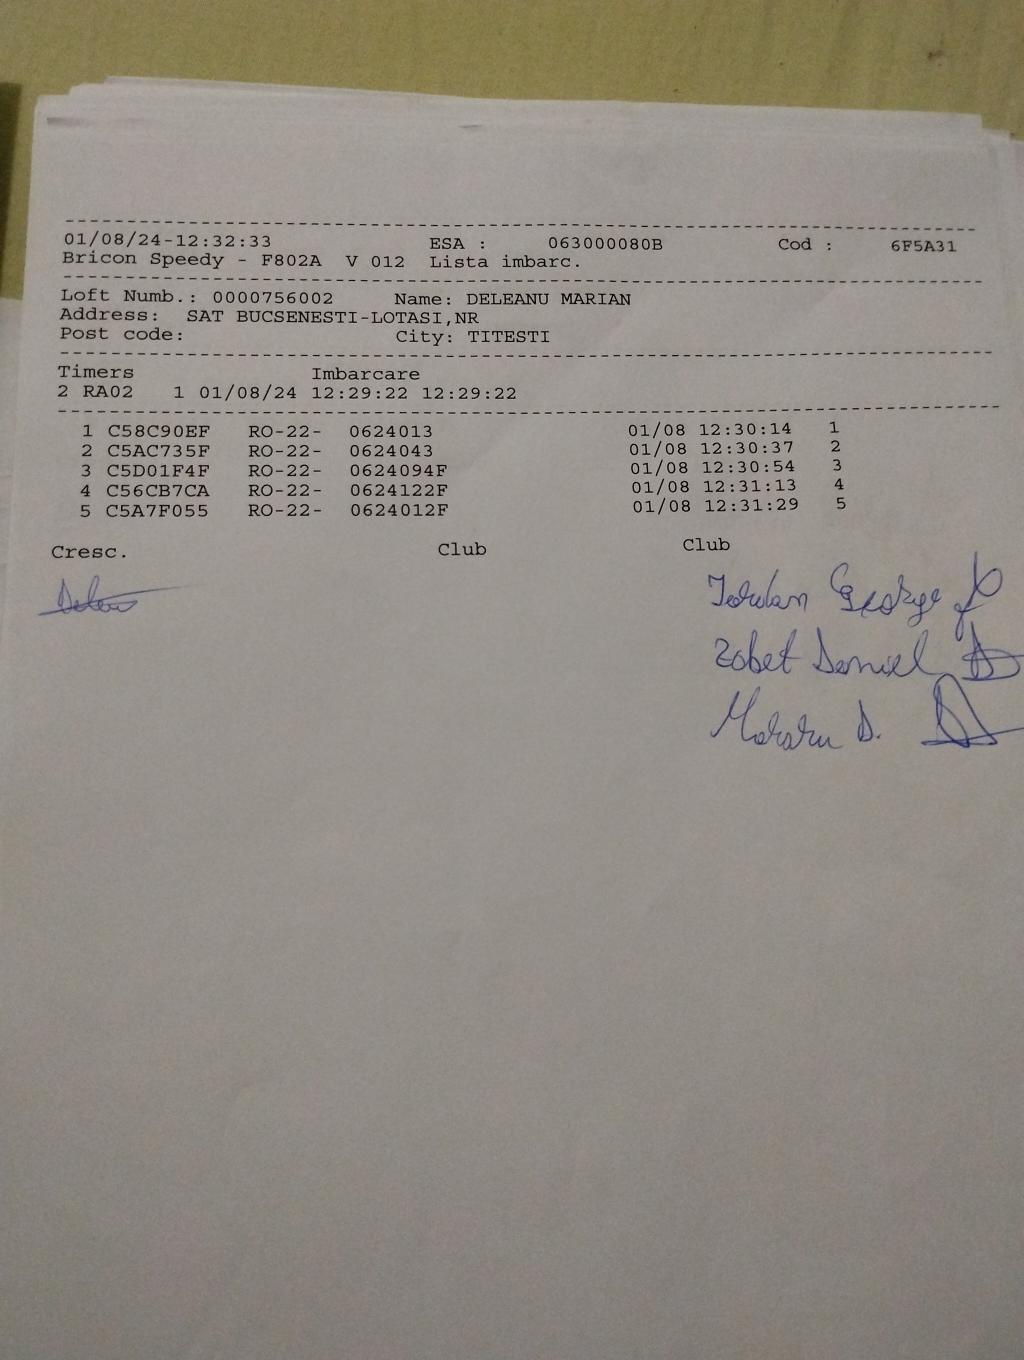 01/08/24-12:32:33 ESA : 063000080B Cod : 6F5A31
Bricon Speedy - F802A V 012 Lista imbarc.
Loft Numb.: 0000756002 Name: DELEANU MARIAN
Address: SAT BUCSENESTI-LOTASI,NR
Post code: City: TITESTI
Timers Imbarcare
2 RA02 1 01/08/24 12:29:22 12:29:22
1 C58C90EF RO-22- 0624013 01/08 12:30:14 1
2 C5AC735F RO-22- 0624043 01/08 12:30:37 2
3 C5D01F4F RO-22- 0624094F 01/08 12:30:54 3
4 C56CB7CA RO-22- 0624122F 01/08 12:31:13 4
5 C5A7F055 RO-22- 0624012F 01/08 12:31:29 5
Cresc. Club Club
George
Zobet Daniel
D.